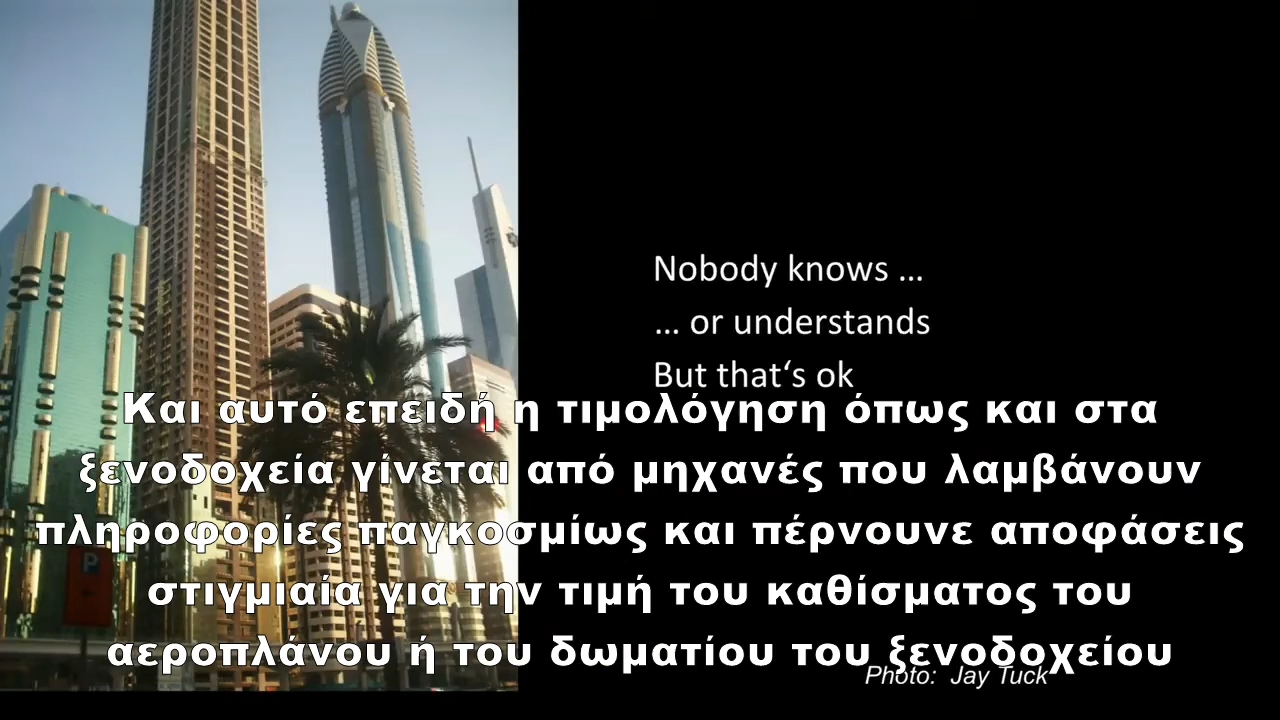 Nobody knows ...
... or understands
But that‘s ok
Και αυτό επειδή η τιμολόγηση όπως και στα
ξενοδοχεία γίνεται από μηχανές που λαμβάνουν
πληροφορίες παγκοσμίως και πέρνουνε αποφάσεις
στιγμιαία για την τιμή του καθίσματος του
αεροπλάνου ή του δωματίου του ξενοδοχείου
Photo: Jay Tuck
P